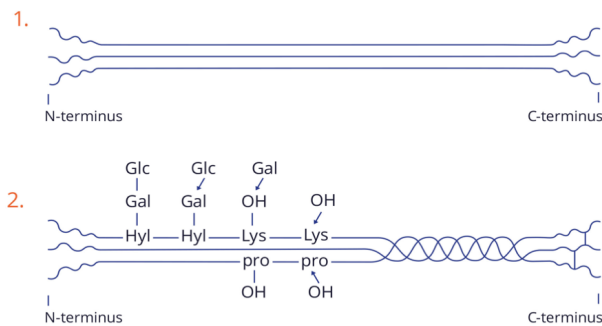 1.
N-terminus C-terminus
2.
Glc Glc Gal
Gal Gal OH OH
Hyl Hyl Lys Lys
pro pro
OH OH
N-terminus C-terminus